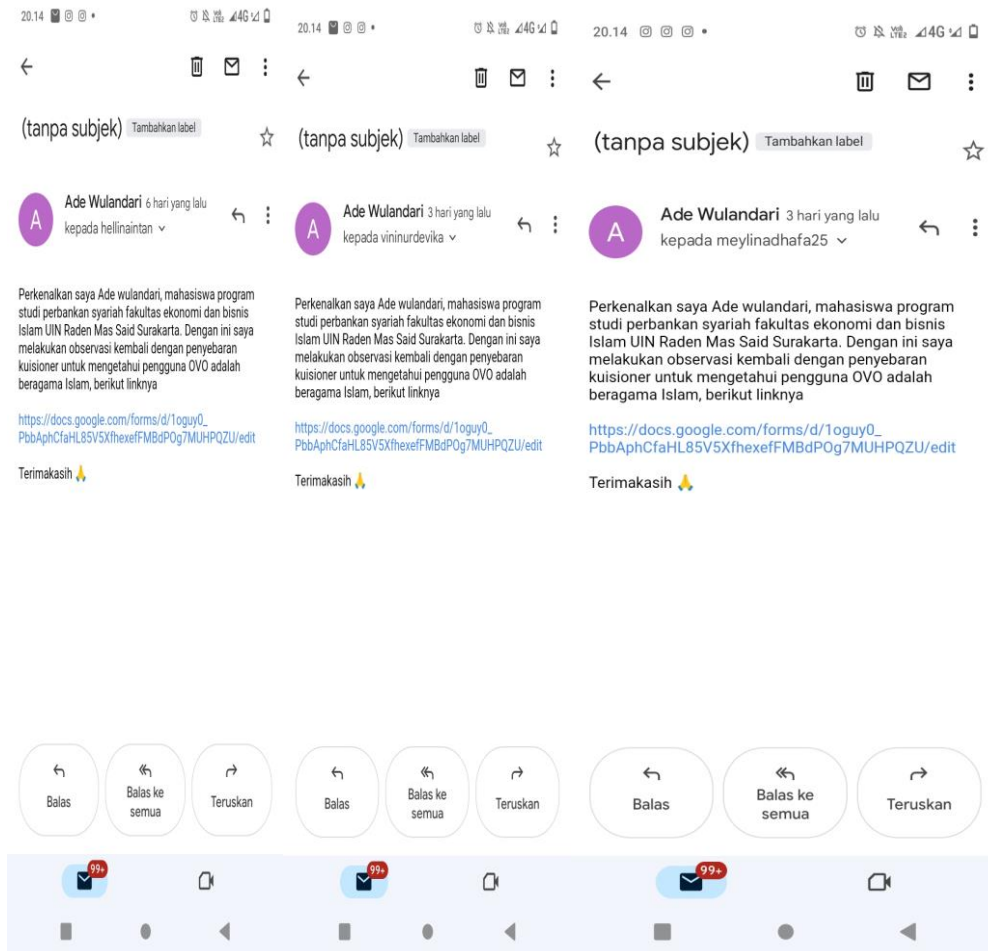 20.14
4G
(tanpa subjek) Tambahkan label
Ade Wulandari 6 hari yang lalu
A
kepada hellinaintan
Perkenalkan saya Ade wulandari, mahasiswa program
studi perbankan syariah fakultas ekonomi dan bisnis
Islam UIN Raden Mas Said Surakarta. Dengan ini saya
melakukan observasi kembali dengan penyebaran
kuisioner untuk mengetahui pengguna OVO adalah
beragama Islam, berikut linknya
https://docs.google.com/forms/d/1oguy0_
PbbAphCfaHL85V5XfhexefFMBdPOg7MUHPQZU/edit
Terimakasih 🙏
Balas
Balas ke
semua
Teruskan
99+
20.14
4G
(tanpa subjek) Tambahkan label
Ade Wulandari 3 hari yang lalu
A
kepada vininurdevika
Perkenalkan saya Ade wulandari, mahasiswa program
studi perbankan syariah fakultas ekonomi dan bisnis
Islam UIN Raden Mas Said Surakarta. Dengan ini saya
melakukan observasi kembali dengan penyebaran
kuisioner untuk mengetahui pengguna OVO adalah
beragama Islam, berikut linknya
https://docs.google.com/forms/d/1oguy0_
PbbAphCfaHL85V5XfhexefFMBdPOg7MUHPQZU/edit
Terimakasih 🙏
Balas
Balas ke
semua
Teruskan
99+
20.14
4G
(tanpa subjek) Tambahkan label
Ade Wulandari 3 hari yang lalu
A
kepada meylinadhafa25
Perkenalkan saya Ade wulandari, mahasiswa program
studi perbankan syariah fakultas ekonomi dan bisnis
Islam UIN Raden Mas Said Surakarta. Dengan ini saya
melakukan observasi kembali dengan penyebaran
kuisioner untuk mengetahui pengguna OVO adalah
beragama Islam, berikut linknya
https://docs.google.com/forms/d/1oguy0_
PbbAphCfaHL85V5XfhexefFMBdPOg7MUHPQZU/edit
Terimakasih 🙏
Balas
Balas ke
semua
Teruskan
99+